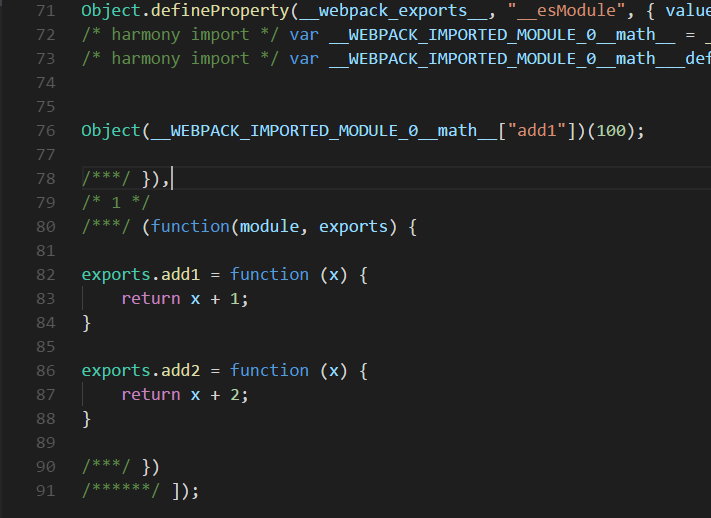 71 Object.defineProperty(__webpack_exports__, "__esModule", { value
72 /* harmony import */ var __WEBPACK_IMPORTED_MODULE_0__math__ = _
73 /* harmony import */ var __WEBPACK_IMPORTED_MODULE_0__math___def
74
75
76 Object(__WEBPACK_IMPORTED_MODULE_0__math__["add1"])(100);
77
78 /***/ }),
79 /* 1 */
80 /***/ (function(module, exports) {
81
82 exports.add1 = function (x) {
83     return x + 1;
84 }
85
86 exports.add2 = function (x) {
87     return x + 2;
88 }
89
90 /***/ })
91 /******/ ]);